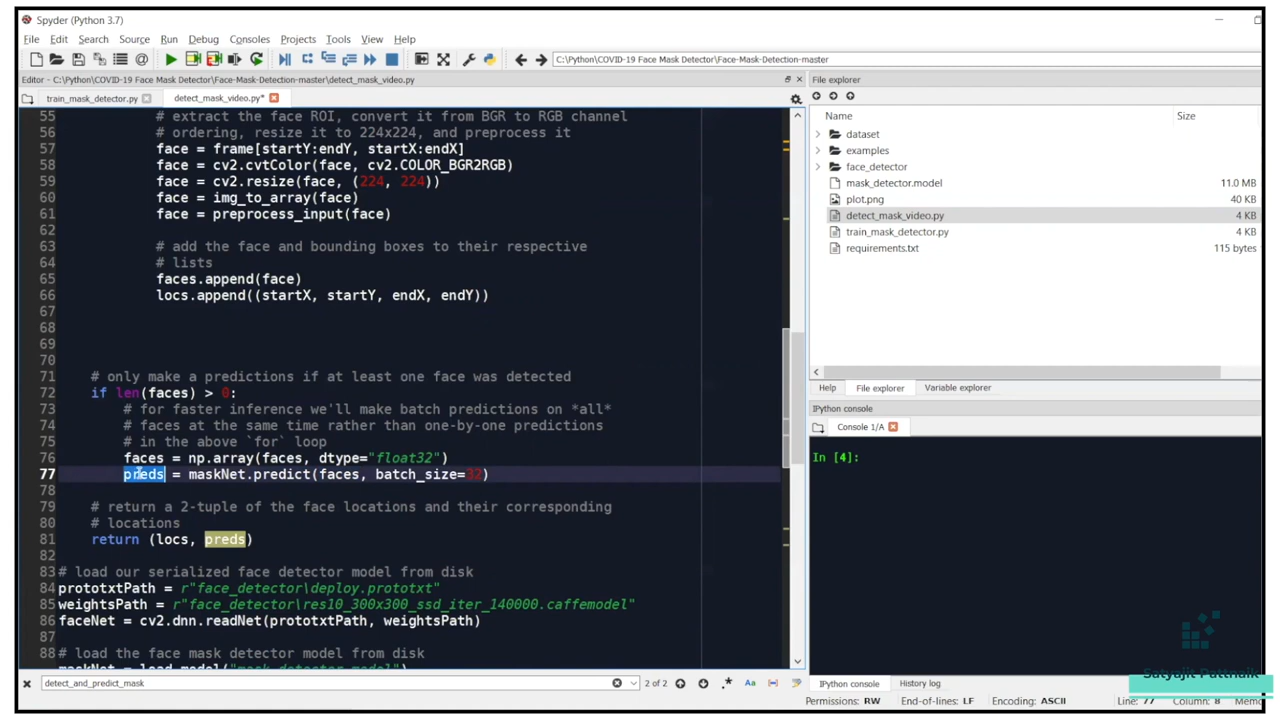 Spyder (Python 3.7)
File Edit Search Source Run Debug Consoles Projects Tools View Help
C:\Python\COVID-19 Face Mask Detector\Face-Mask-Detection-master
Editor - C:\Python\COVID-19 Face Mask Detector\Face-Mask-Detection-master\detect_mask_video.py
train_mask_detector.py detect_mask_video.py*
55 # extract the face ROI, convert it from BGR to RGB channel
56 # ordering, resize it to 224x224, and preprocess it
57 face = frame[startY:endY, startX:endX]
58 face = cv2.cvtColor(face, cv2.COLOR_BGR2RGB)
59 face = cv2.resize(face, (224, 224))
60 face = img_to_array(face)
61 face = preprocess_input(face)
62
63 # add the face and bounding boxes to their respective
64 # lists
65 faces.append(face)
66 locs.append((startX, startY, endX, endY))
67
68
69
70
71 # only make a predictions if at least one face was detected
72 if len(faces) > 0:
73 # for faster inference we'll make batch predictions on *all*
74 # faces at the same time rather than one-by-one predictions
75 # in the above `for` loop
76 faces = np.array(faces, dtype="float32")
77 preds = maskNet.predict(faces, batch_size=32)
78
79 # return a 2-tuple of the face locations and their corresponding
80 # locations
81 return (locs, preds)
82
83 # load our serialized face detector model from disk
84 prototxtPath = r"face_detector\deploy.prototxt"
85 weightsPath = r"face_detector\res10_300x300_ssd_iter_140000.caffemodel"
86 faceNet = cv2.dnn.readNet(prototxtPath, weightsPath)
87
88 # load the face mask detector model from disk
maskNet = load_model("mask_detector.model")
detect_and_predict_mask 2 of 2 Aa
File explorer
Name Size
dataset
examples
face_detector
mask_detector.model 11.0 MB
plot.png 40 KB
detect_mask_video.py 4 KB
train_mask_detector.py 4 KB
requirements.txt 115 bytes
Help File explorer Variable explorer
IPython console
Console 1/A
In [4]:
Satyajit Pattnaik
IPython console History log
Permissions: RW End-of-lines: LF Encoding: ASCII Line: 77 Column: 8